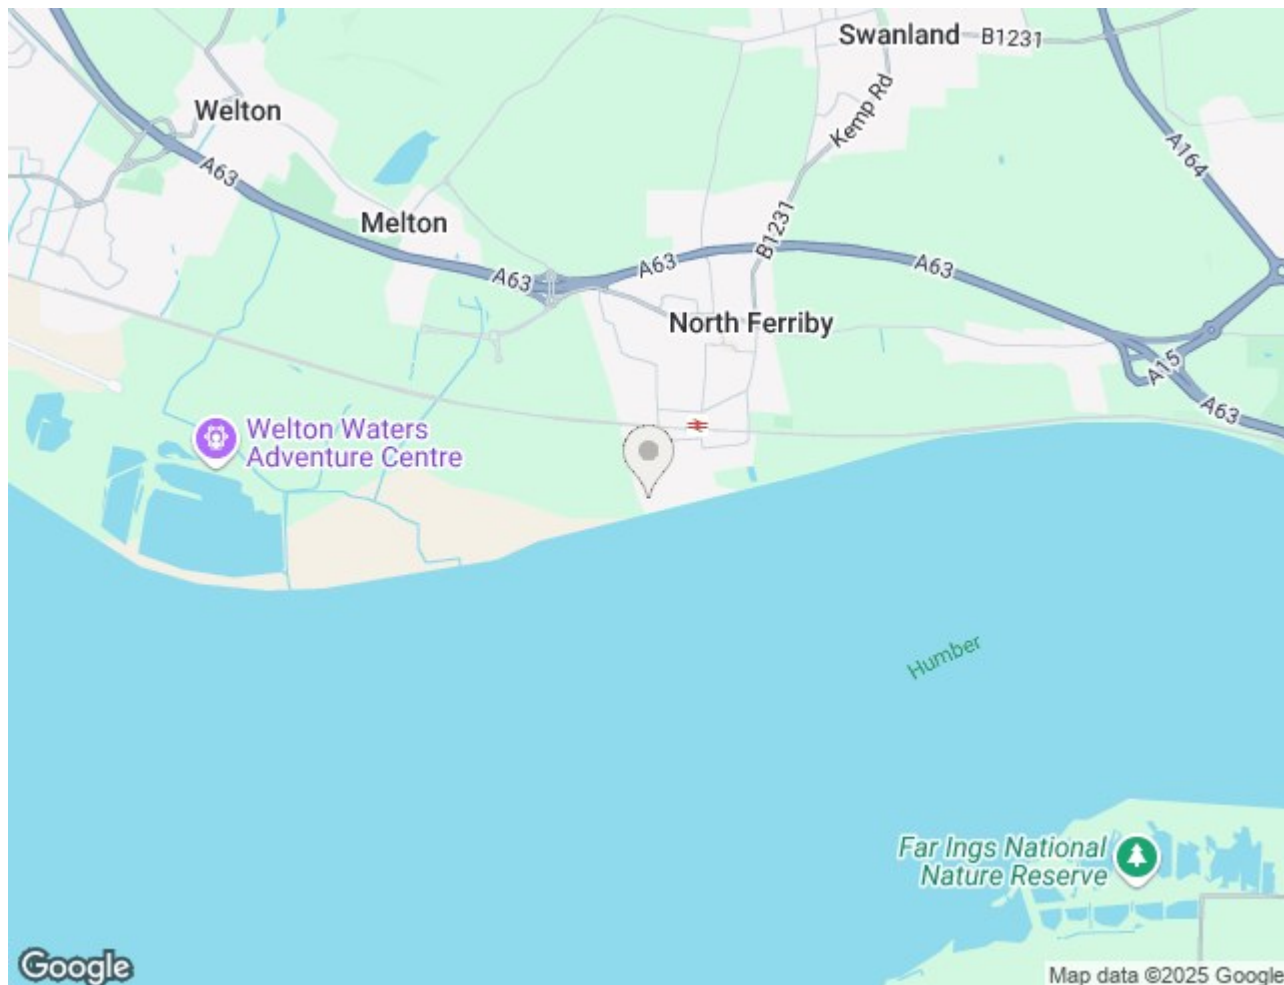 Swanland
B1231
Welton
Kemp Rd
A164
A63
Melton
B1231
A63
A63
A63
North Ferriby
A15
A63
Welton Waters
Adventure Centre
Humber
Far Ings National
Nature Reserve
Google
Map data ©2025 Google